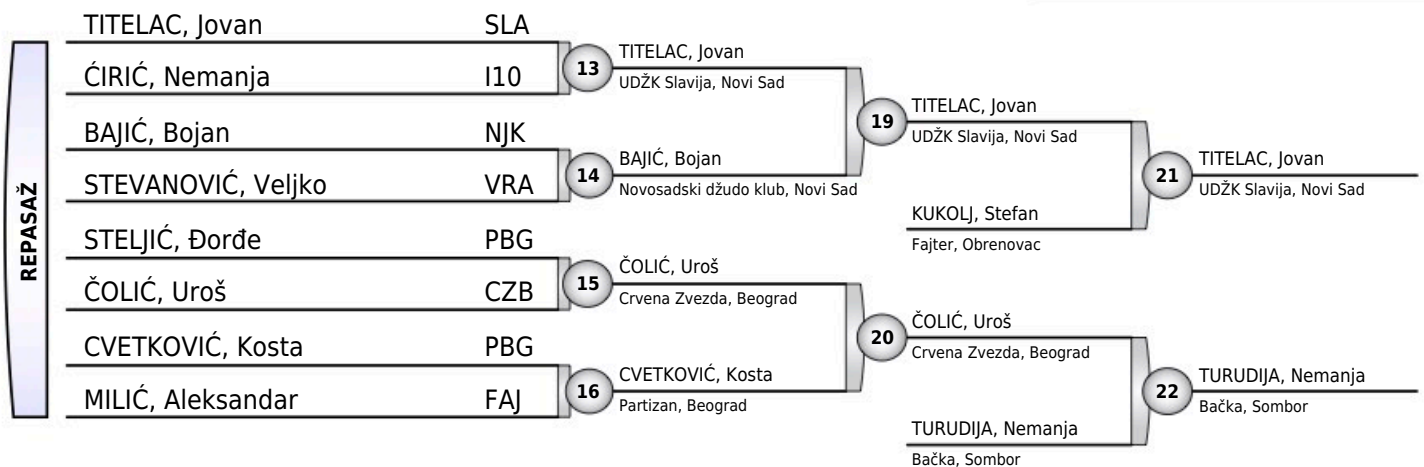 REPASAŽ
TITELAC, Jovan SLA
ĆIRIĆ, Nemanja I10
BAJIĆ, Bojan NJK
STEVANOVIĆ, Veljko VRA
STELJIĆ, Đorđe PBG
ČOLIĆ, Uroš CZB
CVETKOVIĆ, Kosta PBG
MILIĆ, Aleksandar FAJ
13
TITELAC, Jovan
UDŽK Slavija, Novi Sad
14
BAJIĆ, Bojan
Novosadski džudo klub, Novi Sad
15
ČOLIĆ, Uroš
Crvena Zvezda, Beograd
16
CVETKOVIĆ, Kosta
Partizan, Beograd
19
TITELAC, Jovan
UDŽK Slavija, Novi Sad
KUKOLJ, Stefan
Fajter, Obrenovac
20
ČOLIĆ, Uroš
Crvena Zvezda, Beograd
TURUDIJA, Nemanja
Bačka, Sombor
21
TITELAC, Jovan
UDŽK Slavija, Novi Sad
22
TURUDIJA, Nemanja
Bačka, Sombor